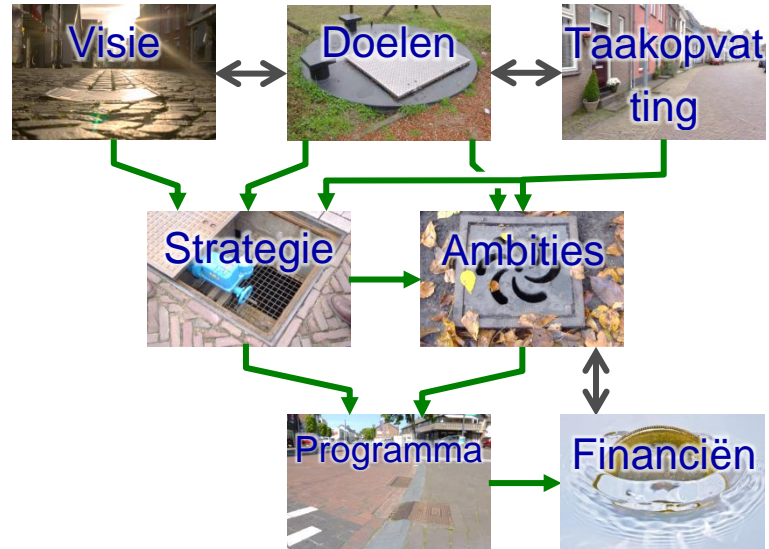 Visie
Doelen
Taakopvat
ting
Strategie
Ambities
Programma
Financiën